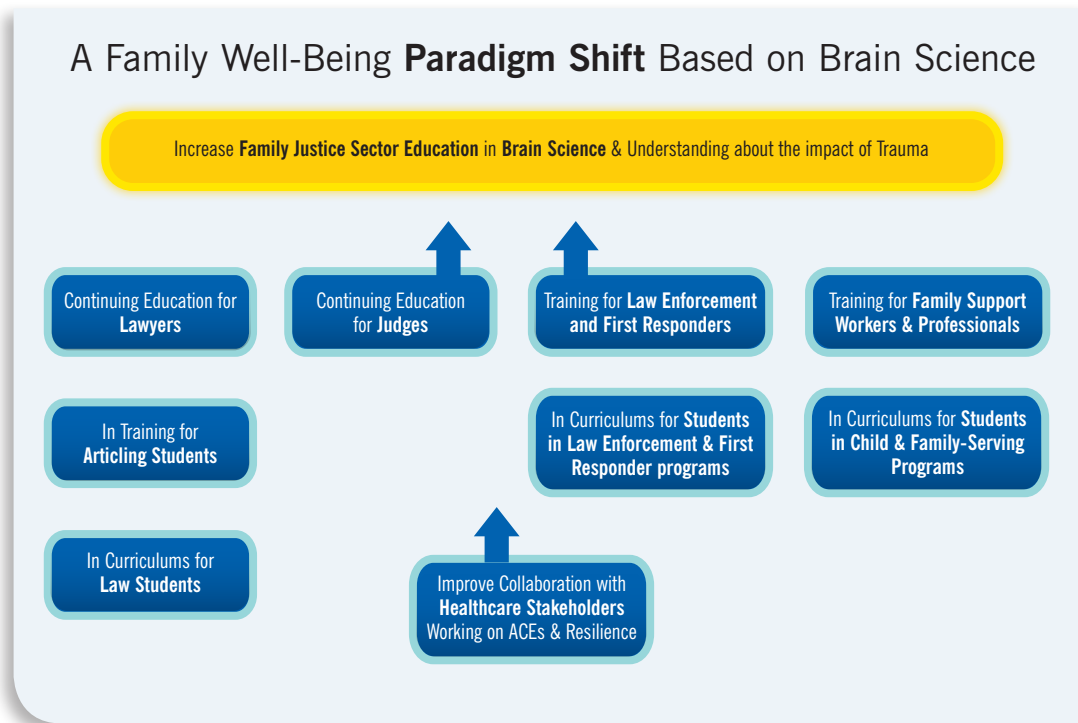 A Family Well-Being Paradigm Shift Based on Brain Science
Increase Family Justice Sector Education in Brain Science & Understanding about the impact of Trauma
Continuing Education for
Lawyers
Continuing Education
for Judges
Training for Law Enforcement
and First Responders
Training for Family Support
Workers & Professionals
In Training for
Articling Students
In Curriculums for Students
in Law Enforcement & First
Responder programs
In Curriculums for Students
in Child & Family-Serving
Programs
In Curriculums for
Law Students
Improve Collaboration with
Healthcare Stakeholders
Working on ACEs & Resilience